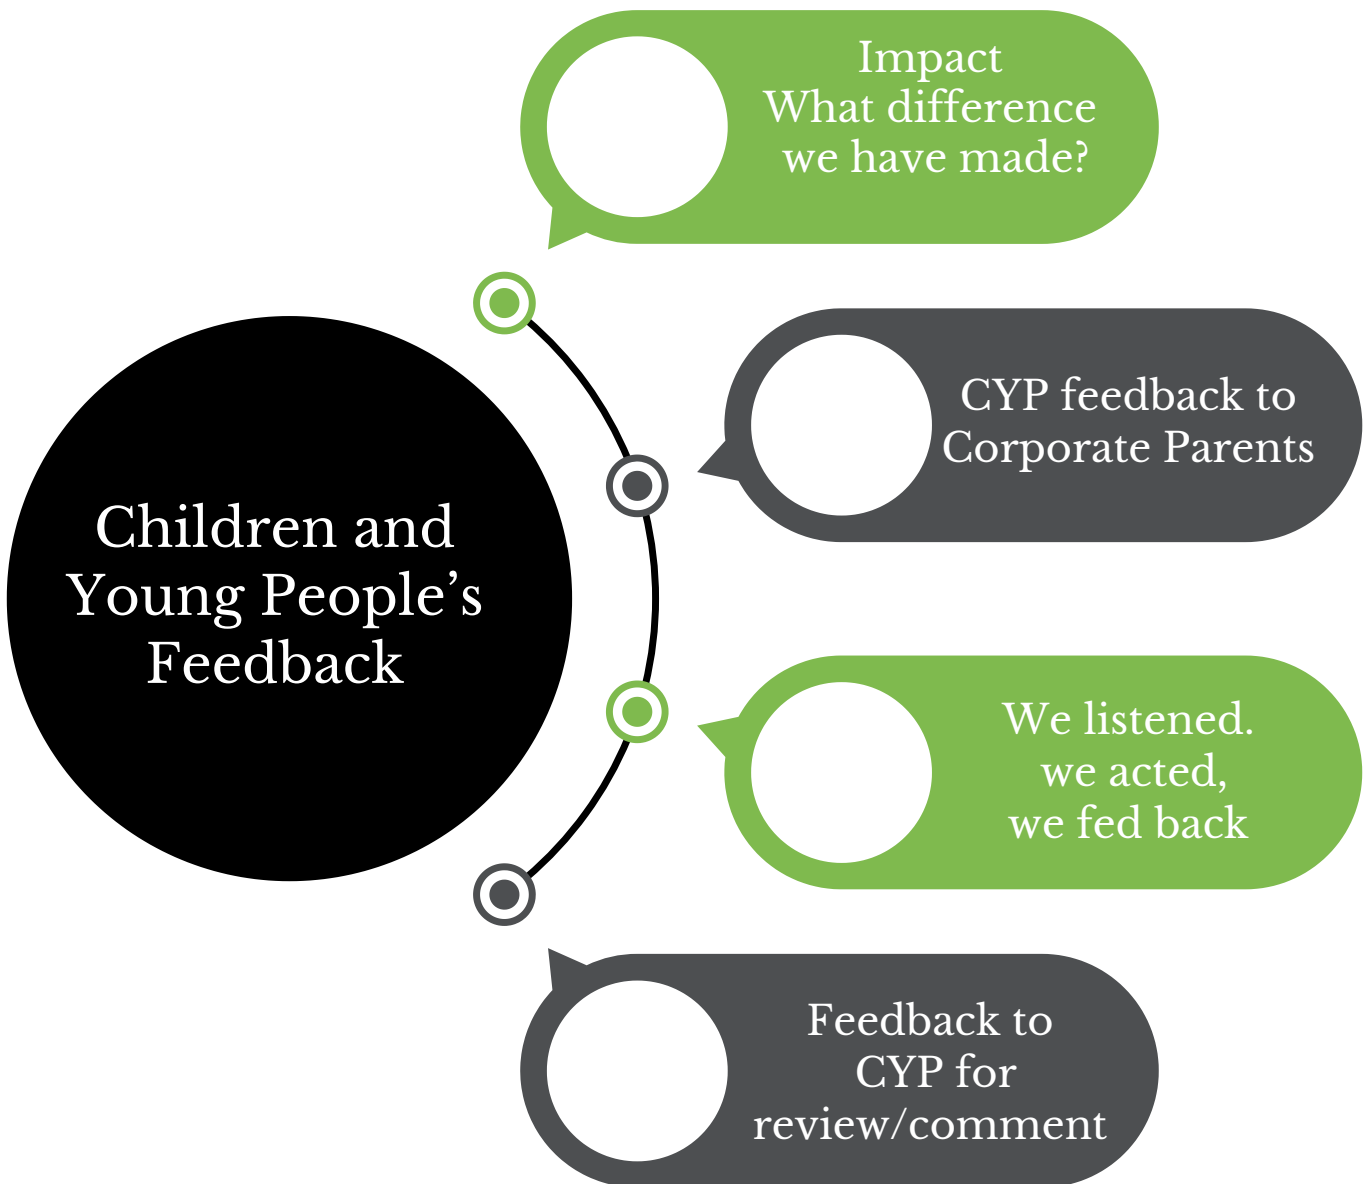 Impact
What difference
we have made?
CYP feedback to
Corporate Parents
Children and
Young People’s
Feedback
We listened.
we acted,
we fed back
Feedback to
CYP for
review/comment